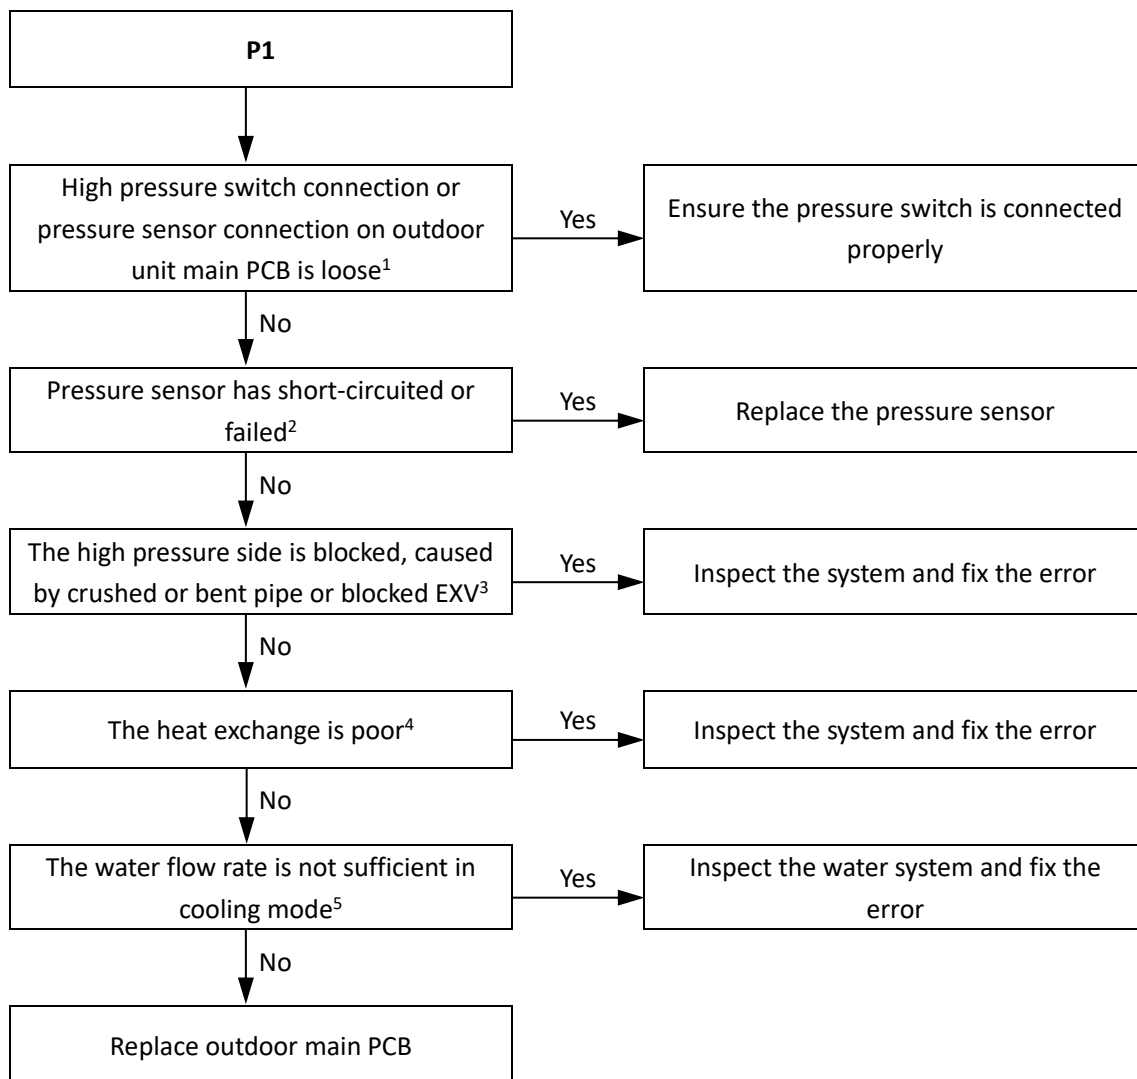 P1
High pressure switch connection or
pressure sensor connection on outdoor
unit main PCB is loose¹
Yes
Ensure the pressure switch is connected
properly
No
Pressure sensor has short-circuited or
failed²
Yes
Replace the pressure sensor
No
The high pressure side is blocked, caused
by crushed or bent pipe or blocked EXV³
Yes
Inspect the system and fix the error
No
The heat exchange is poor⁴
Yes
Inspect the system and fix the error
No
The water flow rate is not sufficient in
cooling mode⁵
Yes
Inspect the water system and fix the
error
No
Replace outdoor main PCB